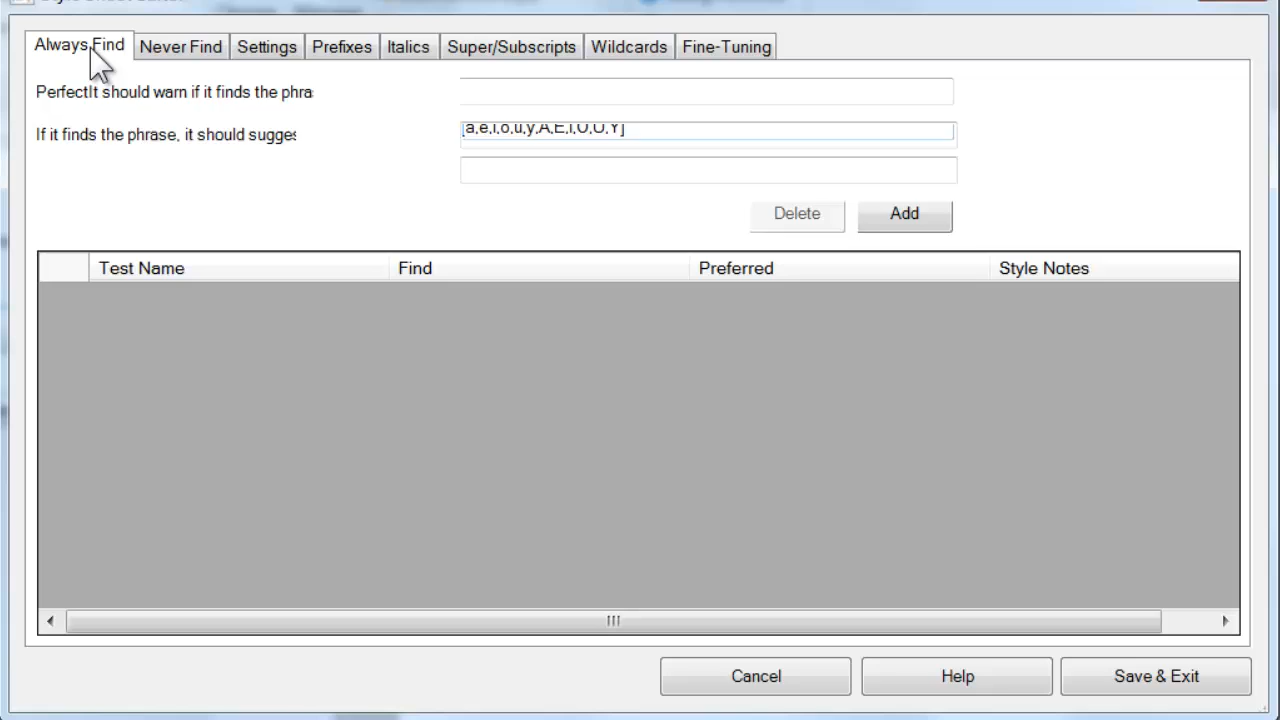 Always Find Never Find Settings Prefixes Italics Super/Subscripts Wildcards Fine-Tuning
PerfectIt should warn if it finds the phra
If it finds the phrase, it should sugges
[a,e,i,o,u,y,A,E,I,O,U,Y]
Delete Add
Test Name Find Preferred Style Notes
Cancel Help Save & Exit